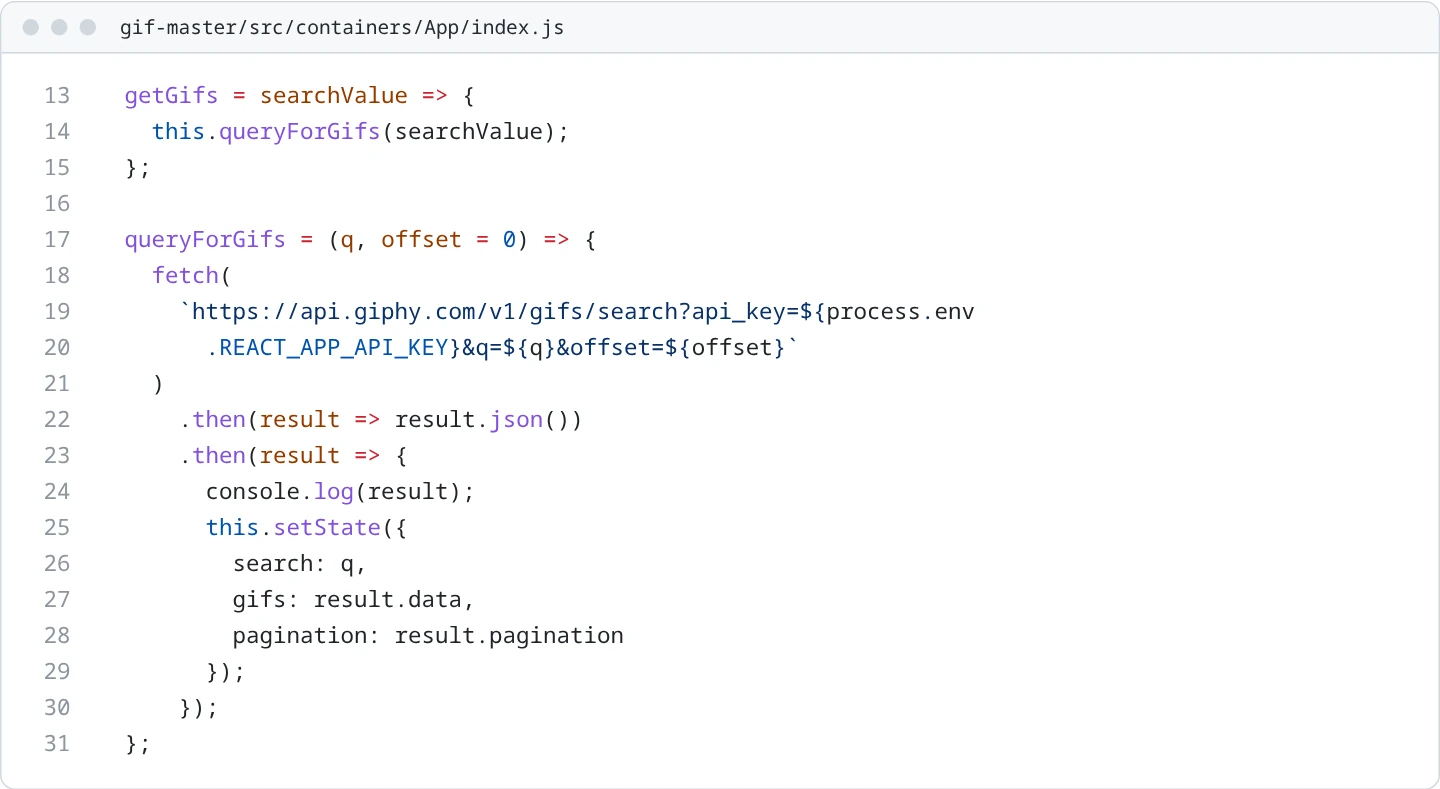 gif-master/src/containers/App/index.js
13 getGifs = searchValue => {
14 this.queryForGifs(searchValue);
15 };
16
17 queryForGifs = (q, offset = 0) => {
18 fetch(
19 `https://api.giphy.com/v1/gifs/search?api_key=${process.env
20 .REACT_APP_API_KEY}&q=${q}&offset=${offset}`
21 )
22 .then(result => result.json())
23 .then(result => {
24 console.log(result);
25 this.setState({
26 search: q,
27 gifs: result.data,
28 pagination: result.pagination
29 });
30 });
31 };